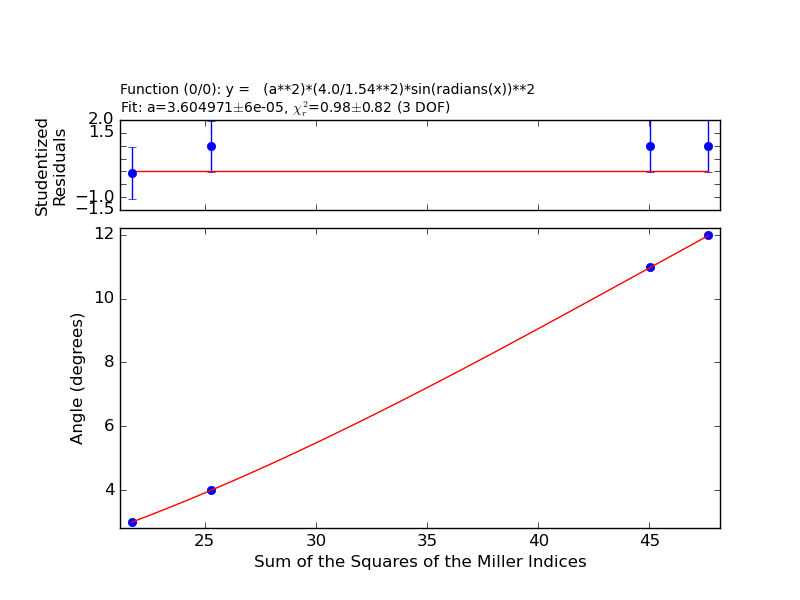 Function (0/0): y =   (a**2)*(4.0/1.54**2)*sin(radians(x))**2
Fit: a=3.604971±6e-05, χ²ᵣ=0.98±0.82 (3 DOF)
Studentized
Residuals
2.0
1.5
−1.0
−1.5
Angle (degrees)
12
10
8
6
4
25 30 35 40 45
Sum of the Squares of the Miller Indices